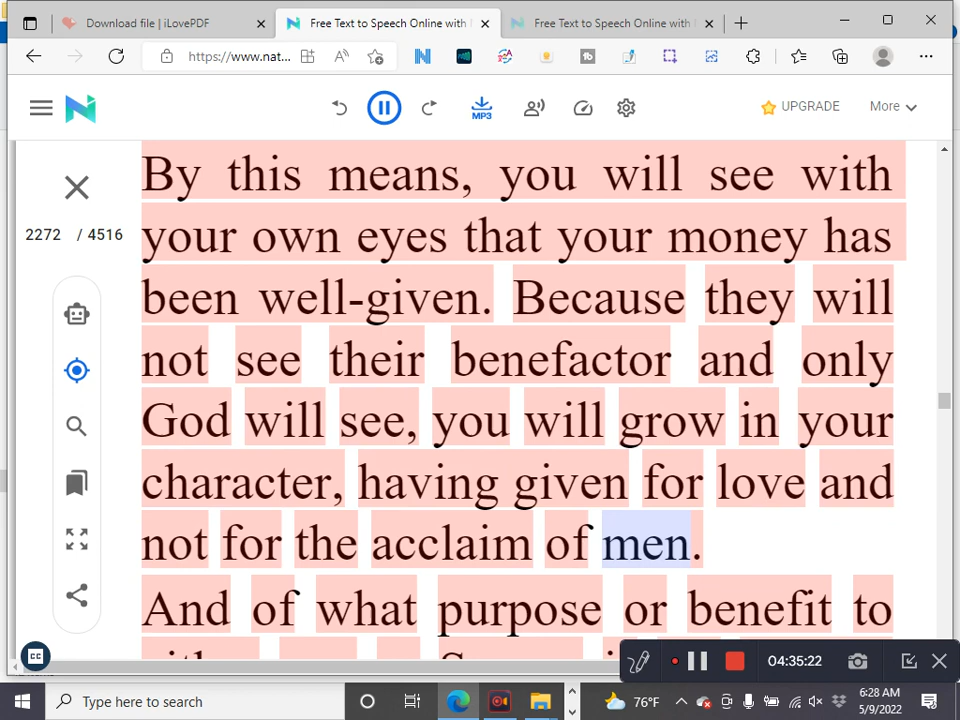 Download file | iLovePDF
Free Text to Speech Online with
Free Text to Speech Online with
https://www.nat...
UPGRADE
More
MP3
2272 / 4516
By this means, you will see with
your own eyes that your money has
been well-given. Because they will
not see their benefactor and only
God will see, you will grow in your
character, having given for love and
not for the acclaim of men.
And of what purpose or benefit to
CC
04:35:22
Type here to search
76°F
6:28 AM
5/9/2022